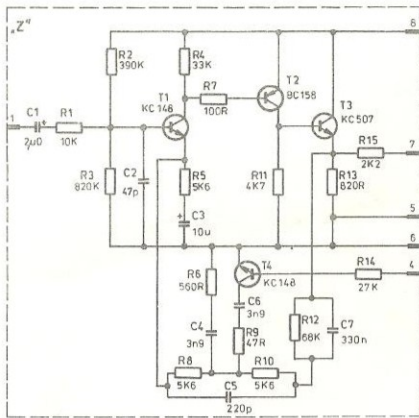 „Z"
8
R2
390K
R4
33K
T2
BC158
T1
KC148
R7
100R
T3
KC507
1
C1
+
2µ0
R1
10K
R15
2K2
7
R3
820K
C2
47p
R5
5K6
R11
4K7
R13
820R
+
C3
10u
5
6
R6
560R
T4
KC148
R14
27K
4
C6
3n9
C4
3n9
R9
47R
R12
68K
C7
330n
R8
5K6
R10
5K6
C5
220p